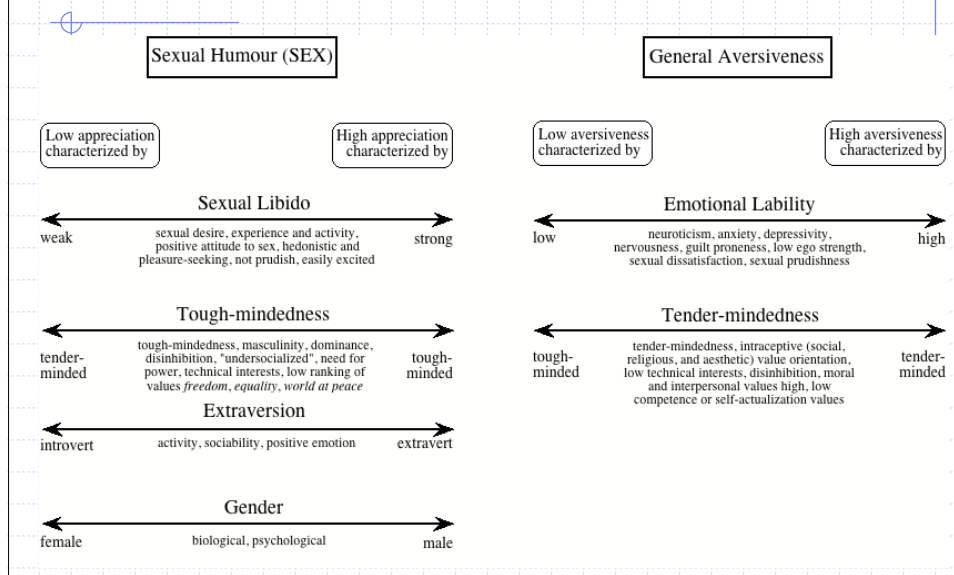 Sexual Humour (SEX)
Low appreciation
characterized by
High appreciation
characterized by
Sexual Libido
weak
sexual desire, experience and activity,
positive attitude to sex, hedonistic and
pleasure-seeking, not prudish, easily excited
strong
Tough-mindedness
tender-
minded
tough-mindedness, masculinity, dominance,
disinhibition, "undersocialized", need for
power, technical interests, low ranking of
values freedom, equality, world at peace
tough-
minded
Extraversion
introvert
activity, sociability, positive emotion
extravert
Gender
female
biological, psychological
male
General Aversiveness
Low aversiveness
characterized by
High aversiveness
characterized by
Emotional Lability
low
neuroticism, anxiety, depressivity,
nervousness, guilt proneness, low ego strength,
sexual dissatisfaction, sexual prudishness
high
Tender-mindedness
tough-
minded
tender-mindedness, intraceptive (social,
religious, and aesthetic) value orientation,
low technical interests, disinhibition, moral
and interpersonal values high, low
competence or self-actualization values
tender-
minded